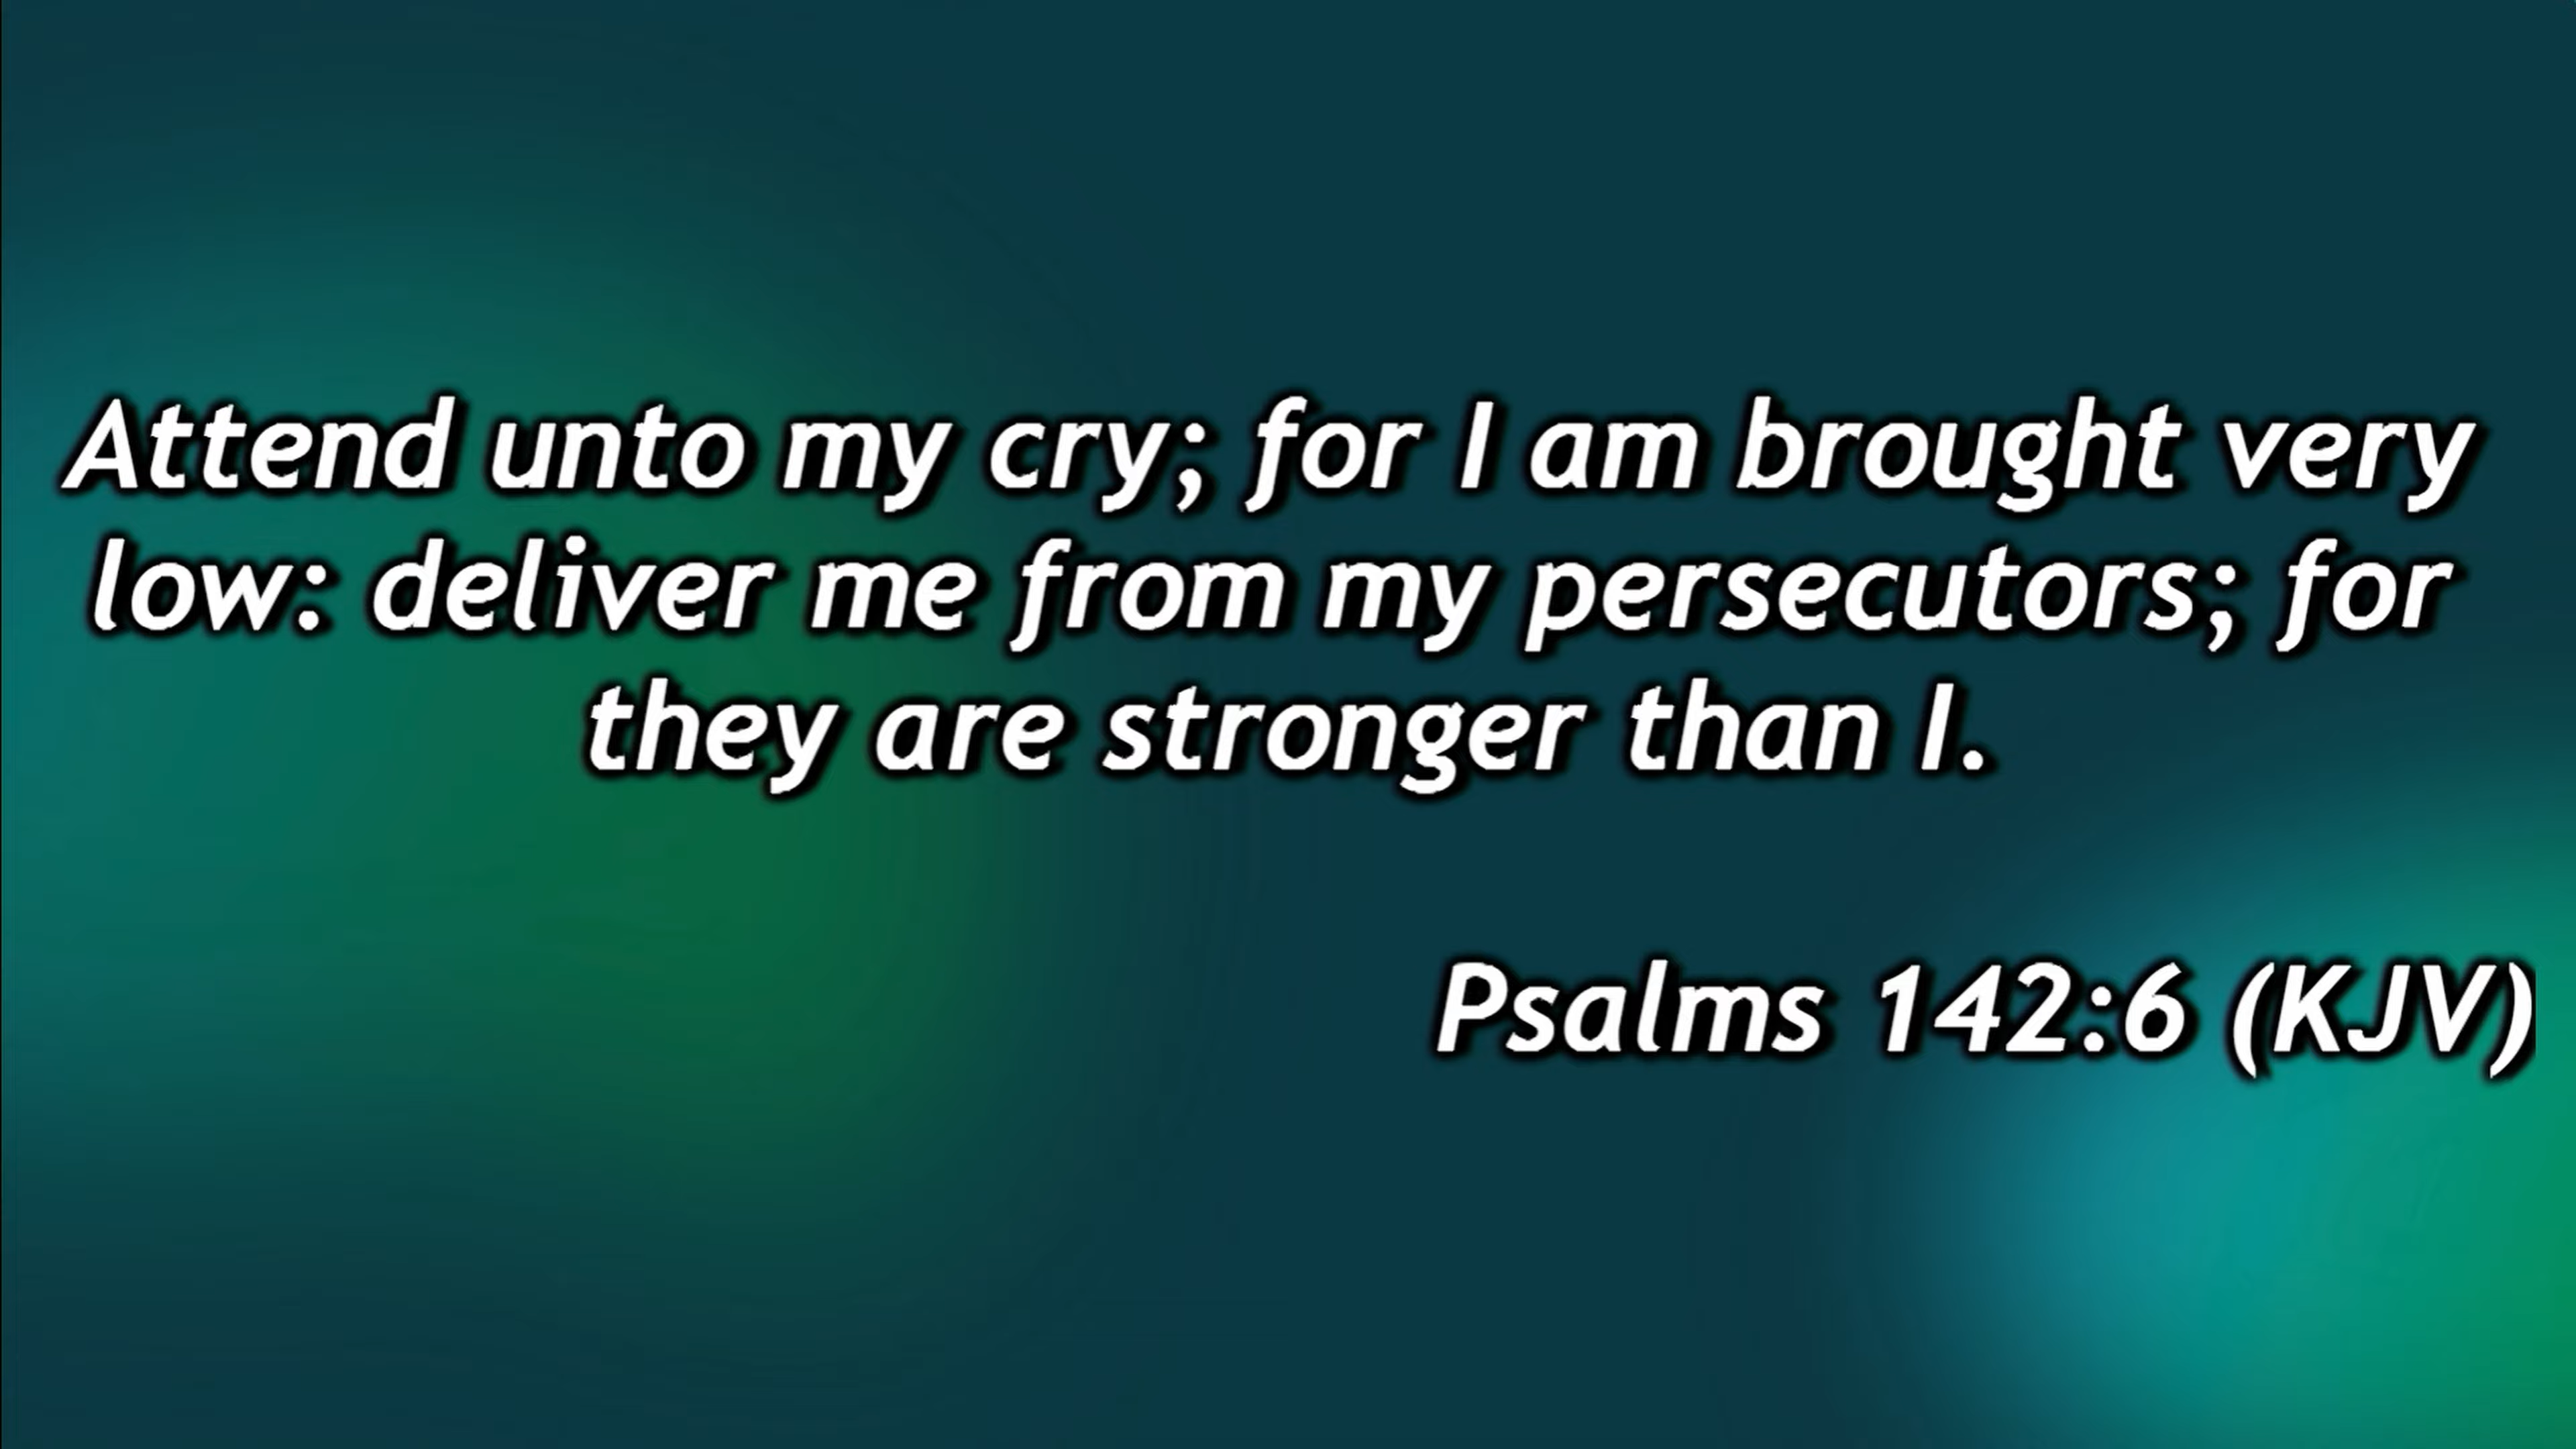 Attend unto my cry; for I am brought very
low: deliver me from my persecutors; for
they are stronger than I.
Psalms 142:6 (KJV)